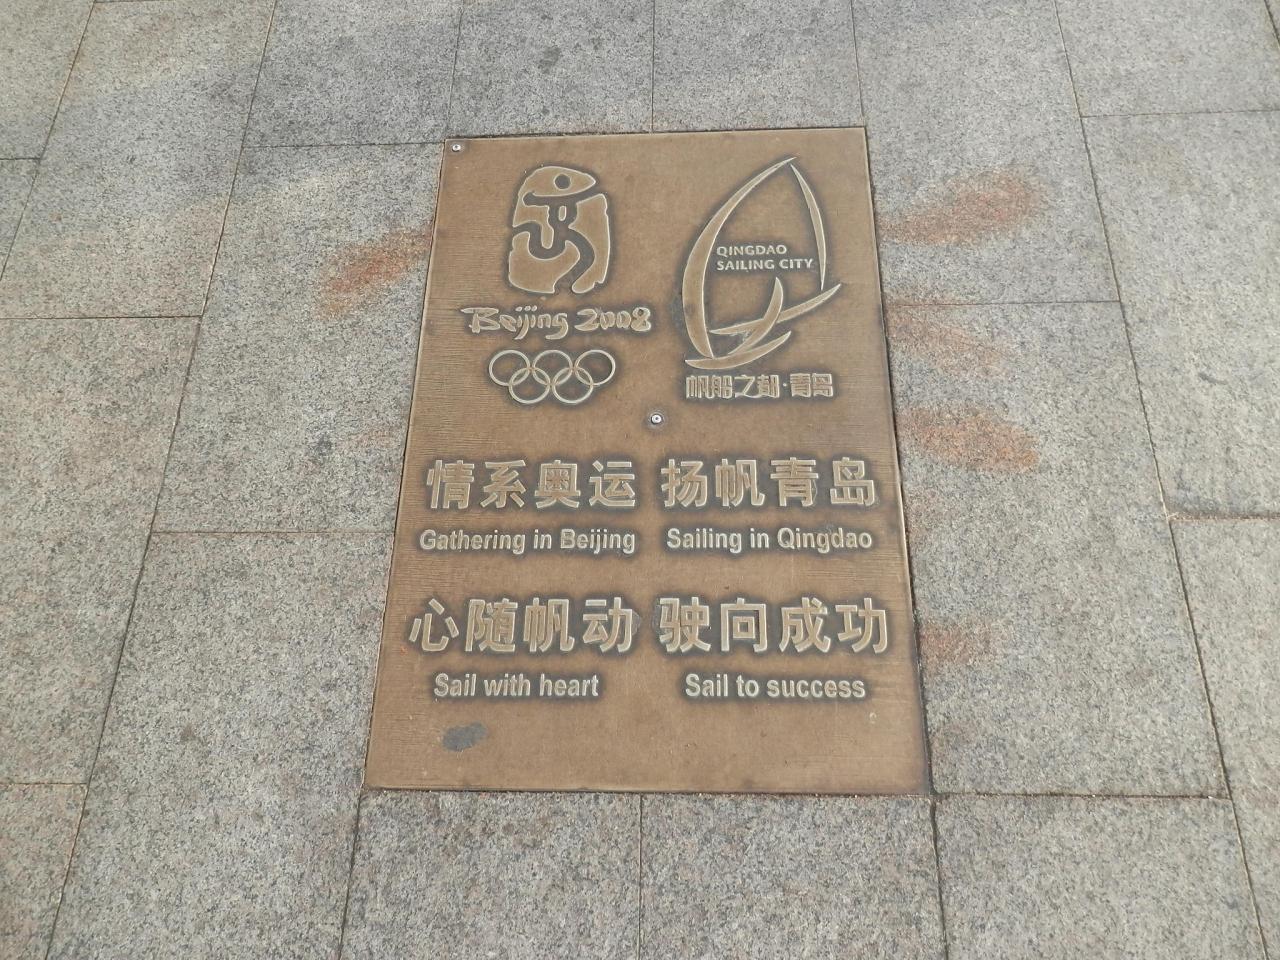 Beijing 2008
QINGDAO
SAILING CITY
帆船之都·青岛
情系奥运 扬帆青岛
Gathering in Beijing Sailing in Qingdao
心随帆动 驶向成功
Sail with heart Sail to success